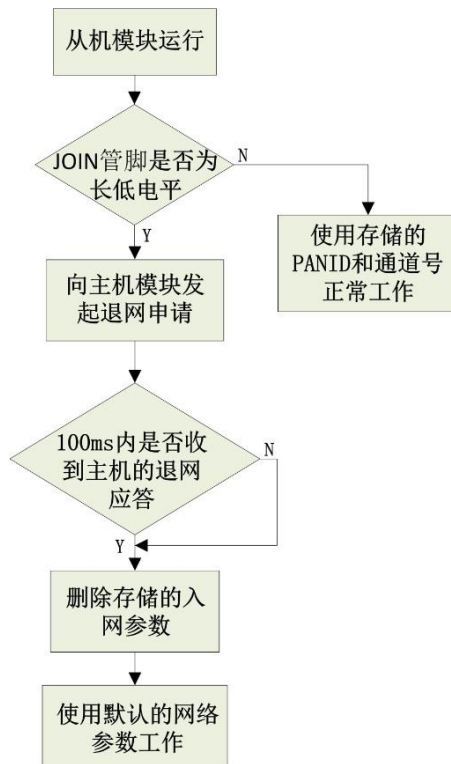 从机模块运行
JOIN管脚是否为
长低电平
N
Y
使用存储的
PANID和通道号
正常工作
向主机模块发
起退网申请
100ms内是否收
到主机的退网
应答
N
Y
删除存储的入
网参数
使用默认的网络
参数工作